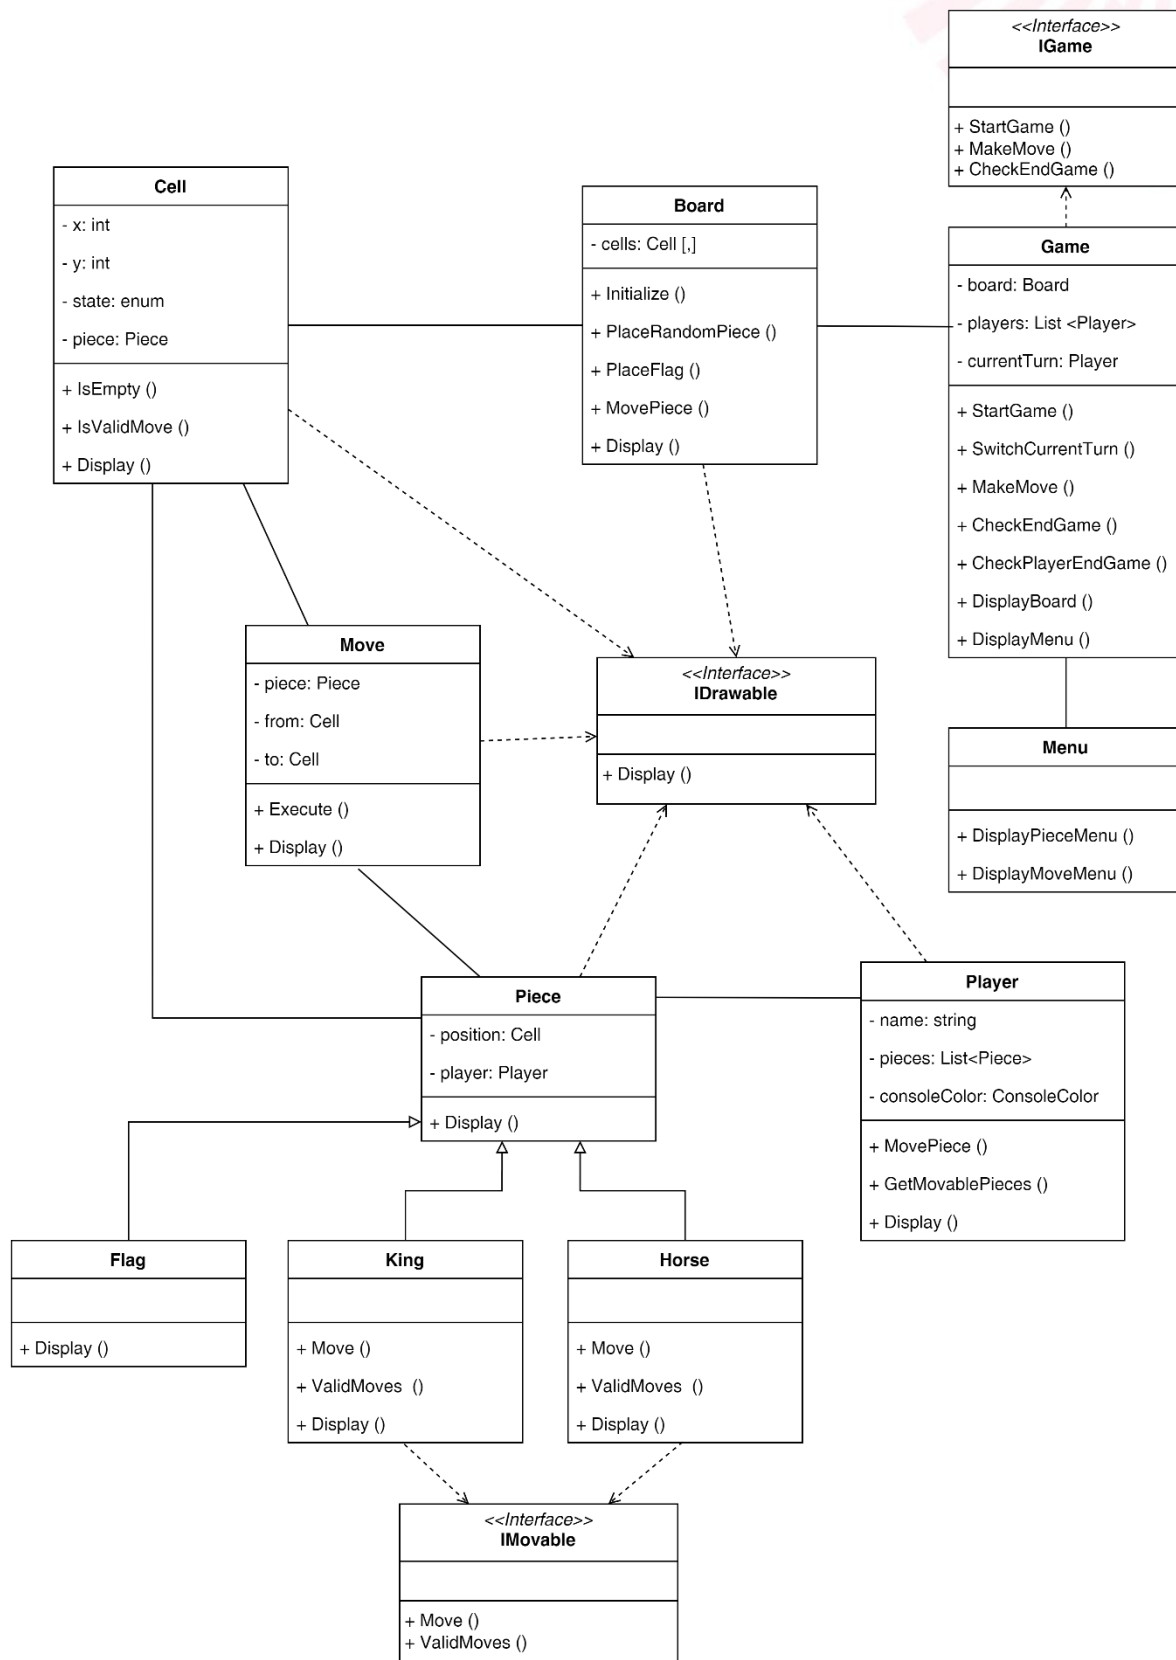 <<Interface>>
IGame
+ StartGame ()
+ MakeMove ()
+ CheckEndGame ()
Cell
- x: int
- y: int
- state: enum
- piece: Piece
+ IsEmpty ()
+ IsValidMove ()
+ Display ()
Board
- cells: Cell [,]
+ Initialize ()
+ PlaceRandomPiece ()
+ PlaceFlag ()
+ MovePiece ()
+ Display ()
Game
- board: Board
- players: List <Player>
- currentTurn: Player
+ StartGame ()
+ SwitchCurrentTurn ()
+ MakeMove ()
+ CheckEndGame ()
+ CheckPlayerEndGame ()
+ DisplayBoard ()
+ DisplayMenu ()
Move
- piece: Piece
- from: Cell
- to: Cell
+ Execute ()
+ Display ()
<<Interface>>
IDrawable
+ Display ()
Menu
+ DisplayPieceMenu ()
+ DisplayMoveMenu ()
Piece
- position: Cell
- player: Player
+ Display ()
Player
- name: string
- pieces: List<Piece>
- consoleColor: ConsoleColor
+ MovePiece ()
+ GetMovablePieces ()
+ Display ()
Flag
+ Display ()
King
+ Move ()
+ ValidMoves  ()
+ Display ()
Horse
+ Move ()
+ ValidMoves  ()
+ Display ()
<<Interface>>
IMovable
+ Move ()
+ ValidMoves ()